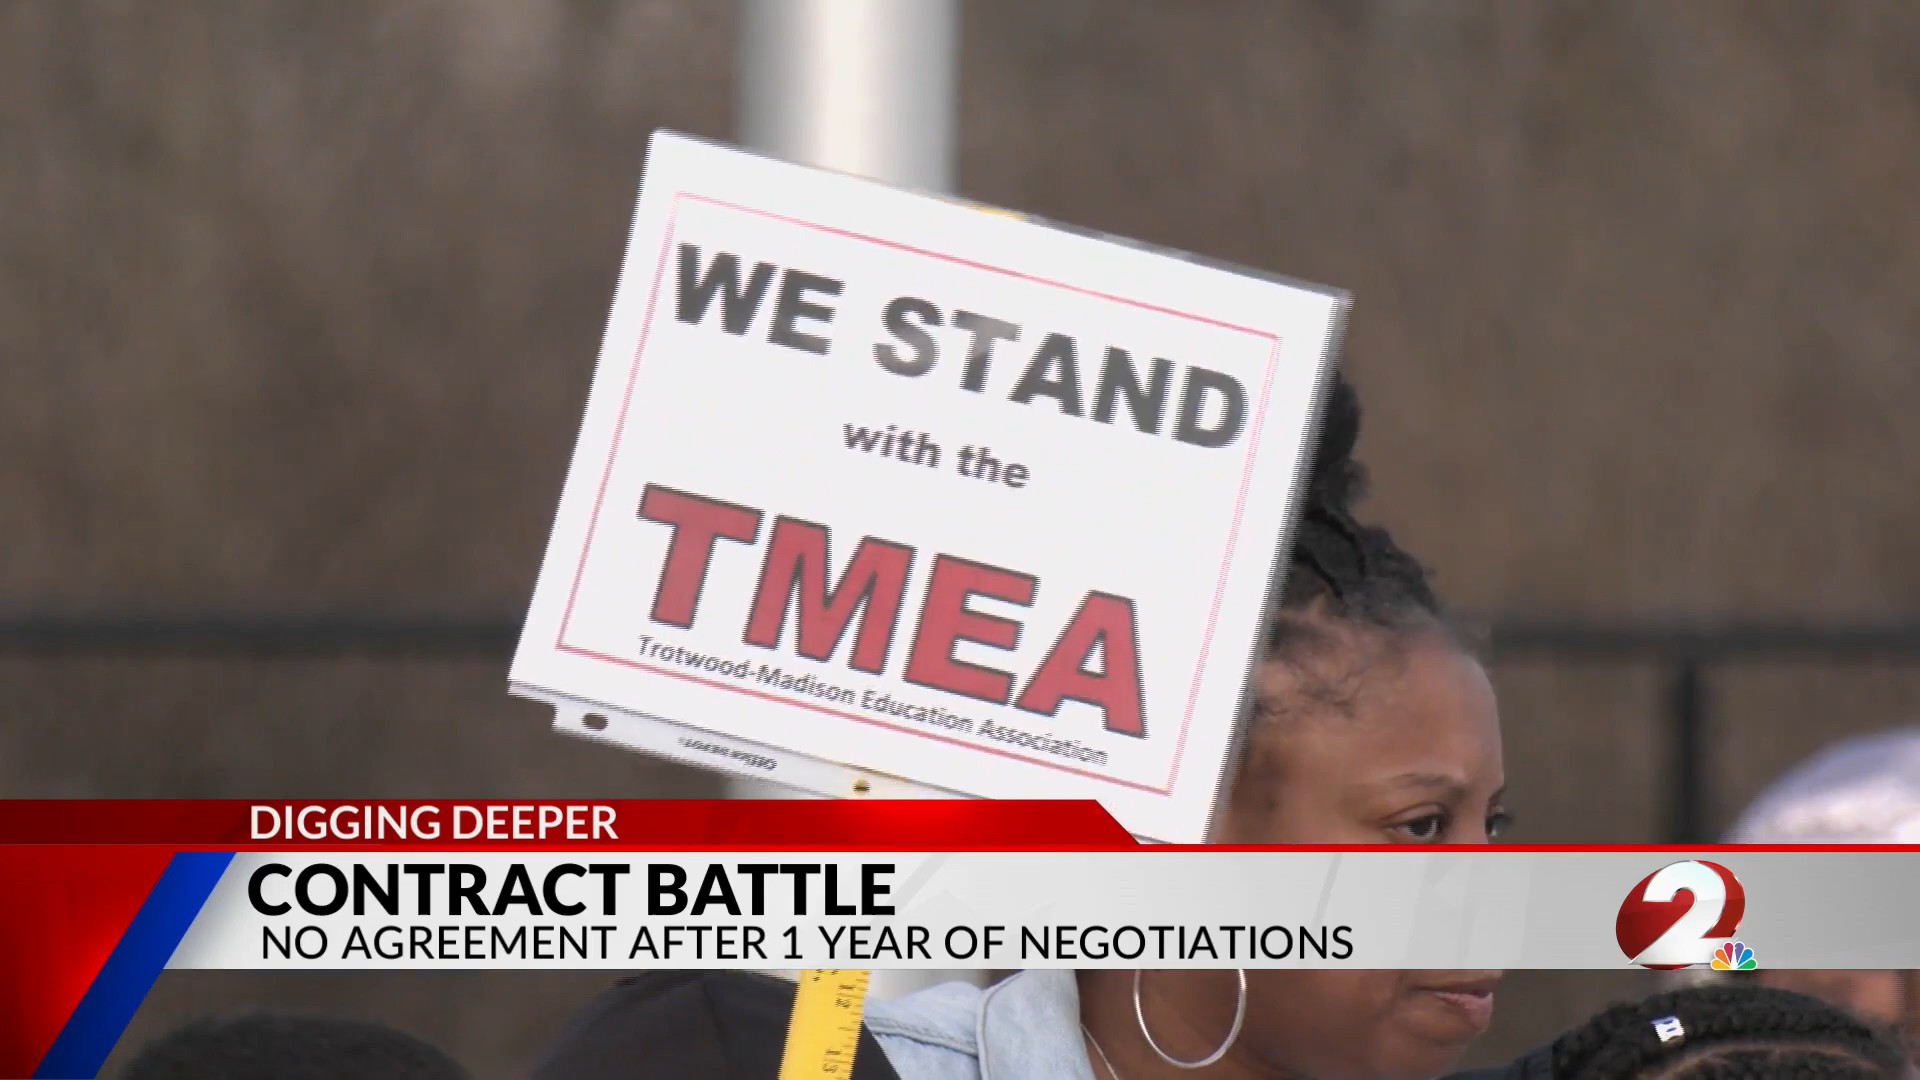 WE STAND
with the
TMEA
Trotwood-Madison Education Association
DIGGING DEEPER
CONTRACT BATTLE
NO AGREEMENT AFTER 1 YEAR OF NEGOTIATIONS
2